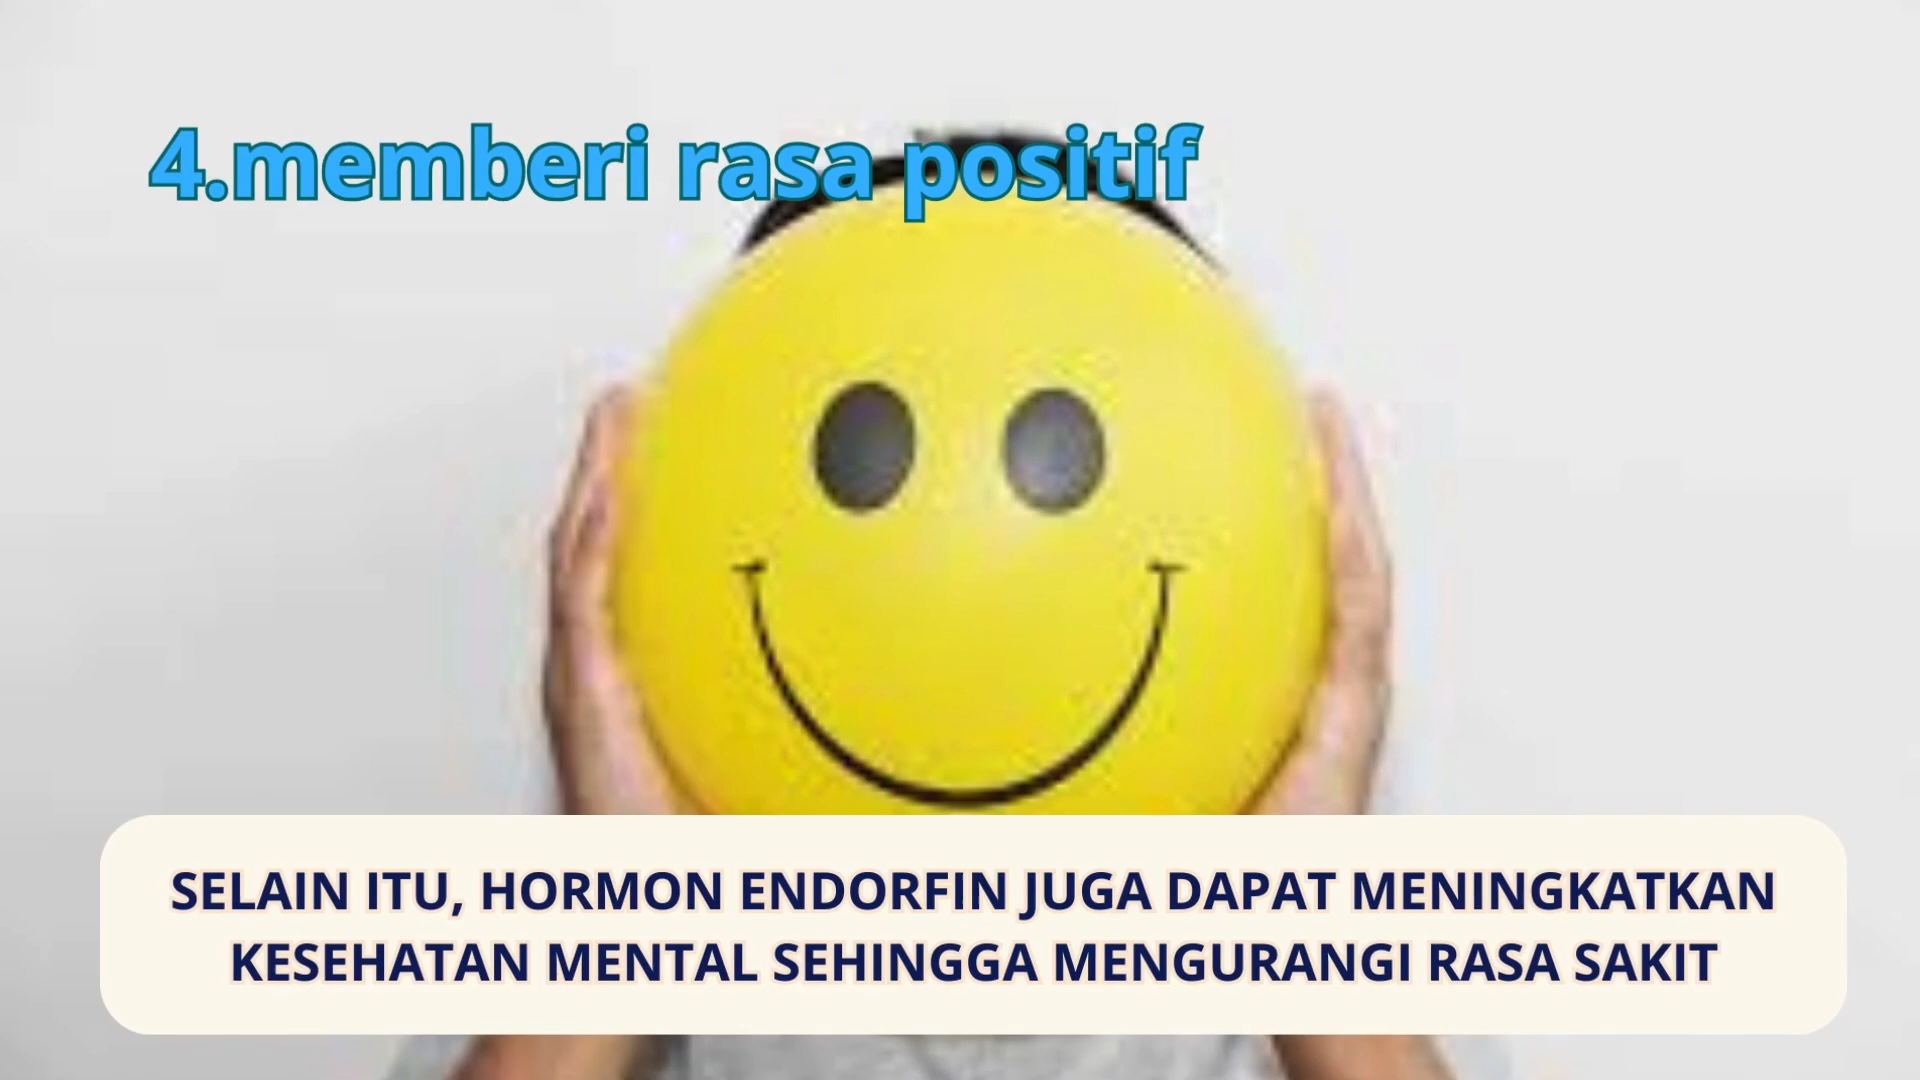 4.memberi rasa positif
SELAIN ITU, HORMON ENDORFIN JUGA DAPAT MENINGKATKAN
KESEHATAN MENTAL SEHINGGA MENGURANGI RASA SAKIT